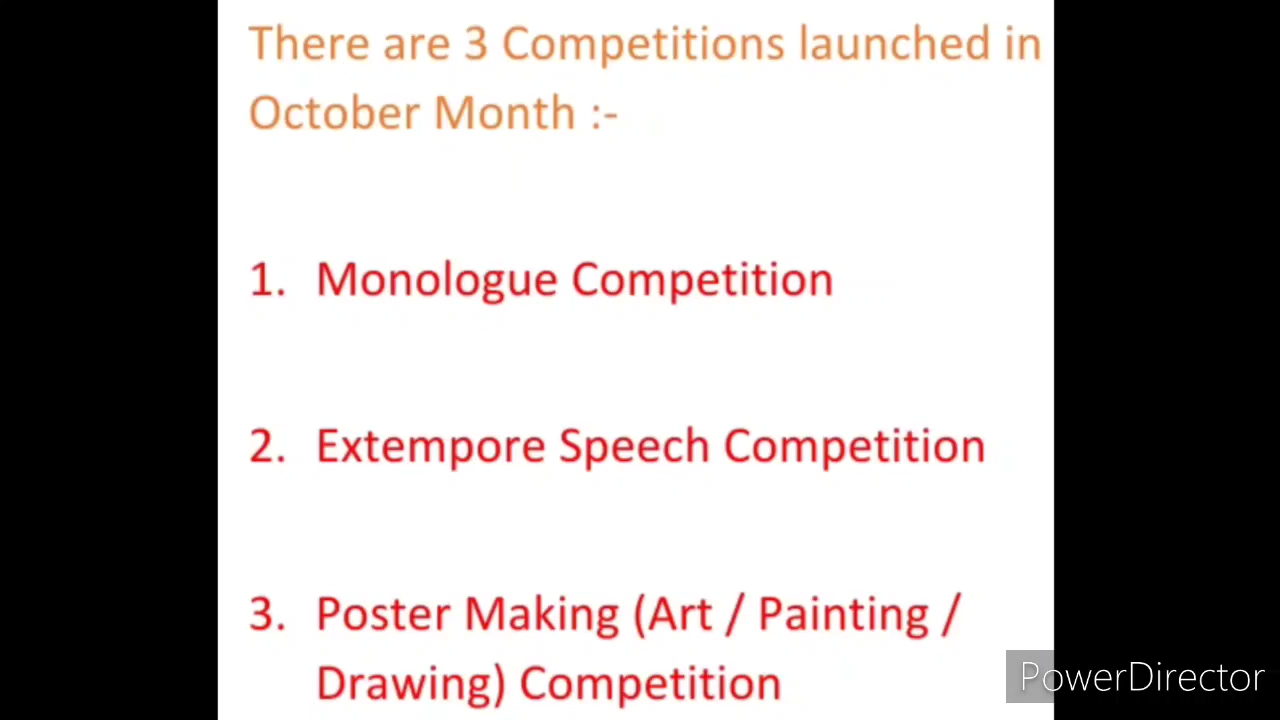 There are 3 Competitions launched in
October Month :-
1. Monologue Competition
2. Extempore Speech Competition
3. Poster Making (Art / Painting /
Drawing) Competition
PowerDirector